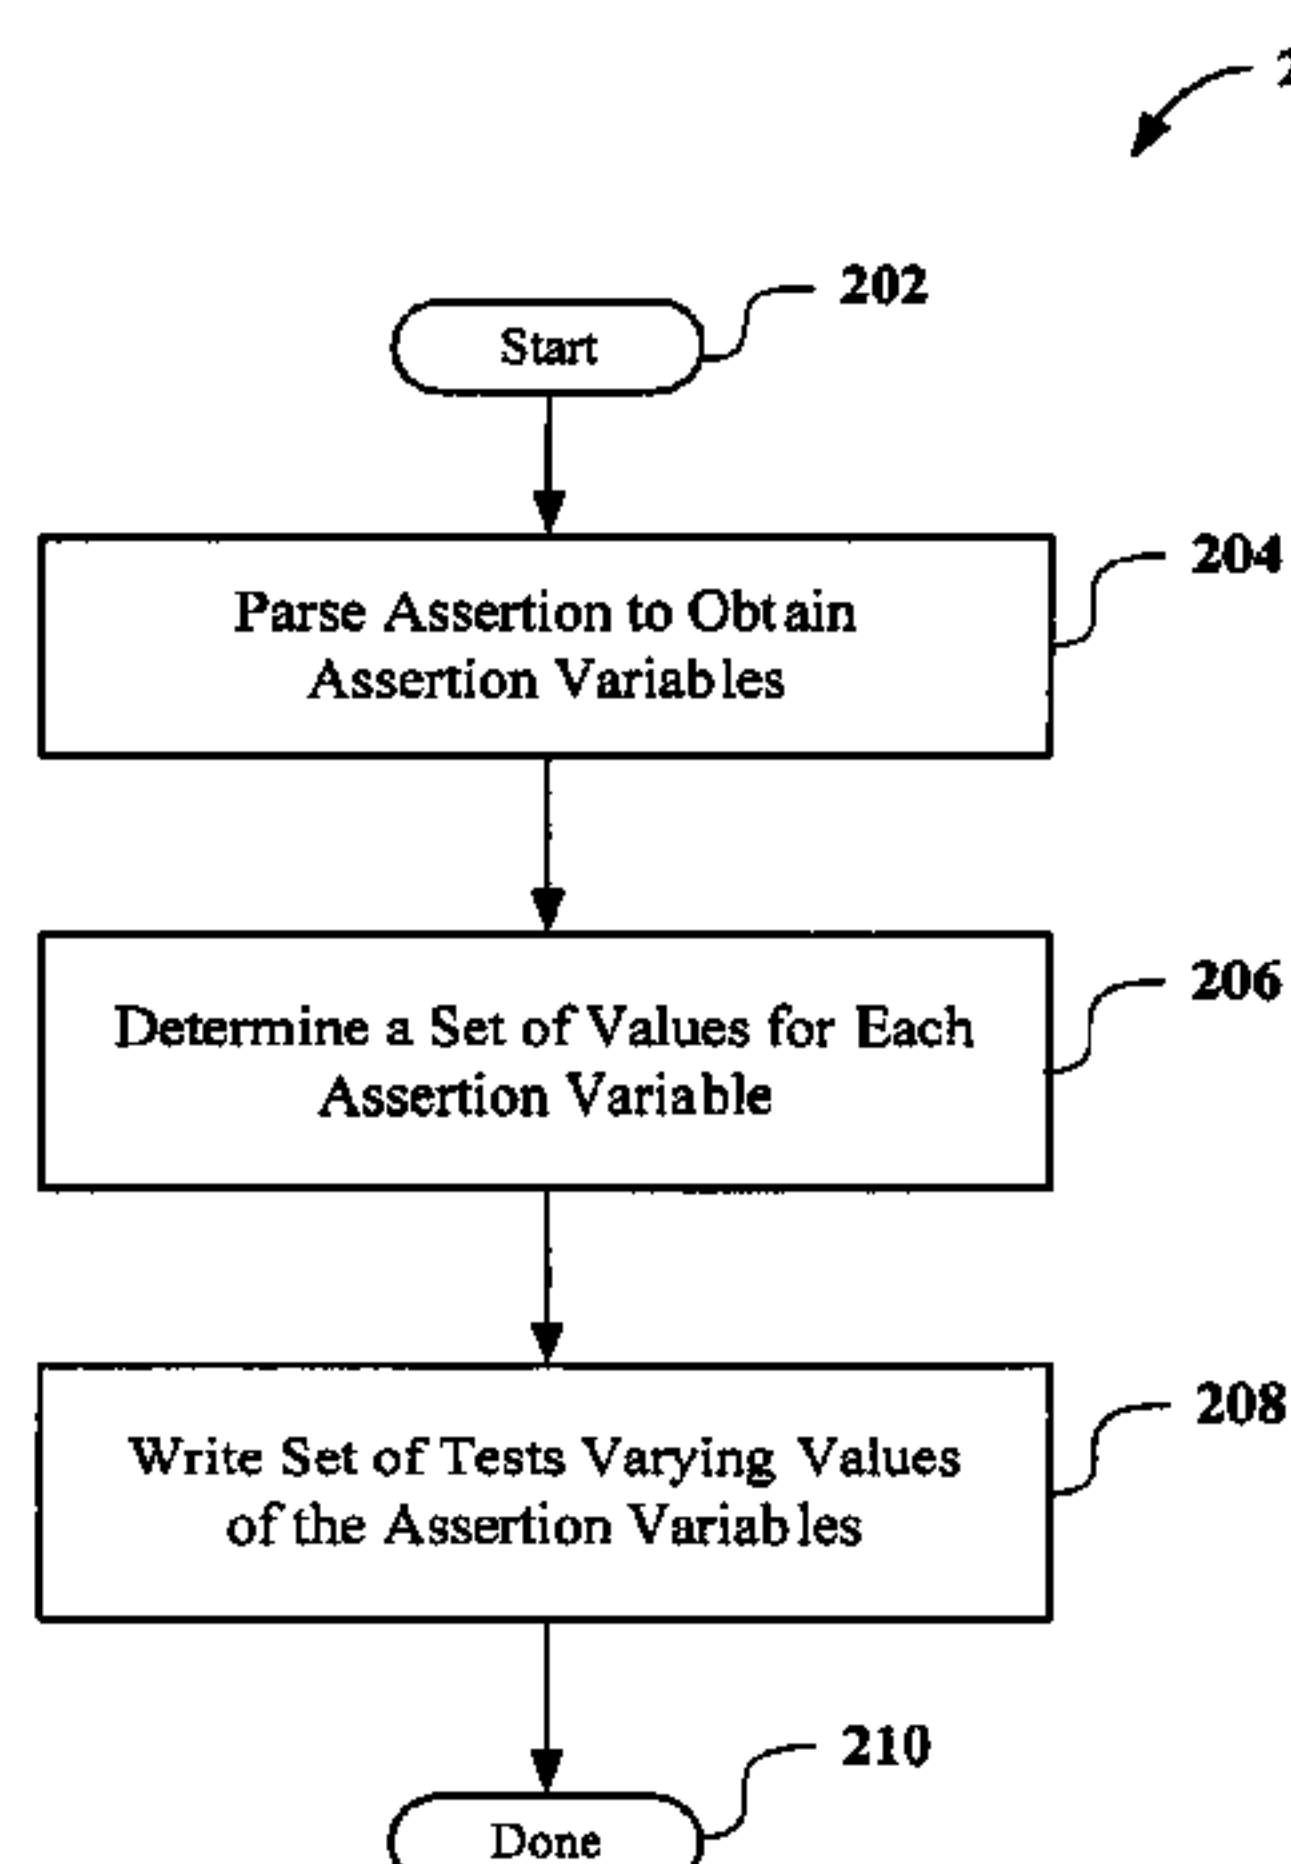 202
Start
204
Parse Assertion to Obtain
Assertion Variables
206
Determine a Set of Values for Each
Assertion Variable
208
Write Set of Tests Varying Values
of the Assertion Variables
210
Done